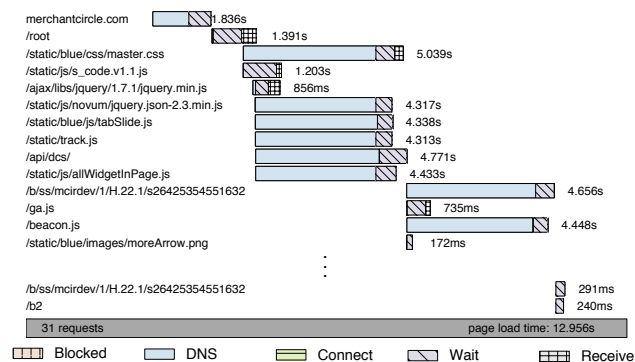 merchantcircle.com 1.836s
/root 1.391s
/static/blue/css/master.css 5.039s
/static/js/s_code.v1.1.js 1.203s
/ajax/libs/jquery/1.7.1/jquery.min.js 856ms
/static/js/novum/jquery.json-2.3.min.js 4.317s
/static/blue/js/tabSlide.js 4.338s
/static/track.js 4.313s
/api/dcs/ 4.771s
/static/js/allWidgetInPage.js 4.433s
/b/ss/mcirdev/1/H.22.1/s26425354551632 4.656s
/ga.js 735ms
/beacon.js 4.448s
/static/blue/images/moreArrow.png 172ms
/b/ss/mcirdev/1/H.22.1/s26425354551632 291ms
/b2 240ms
31 requests page load time: 12.956s
Blocked DNS Connect Wait Receive